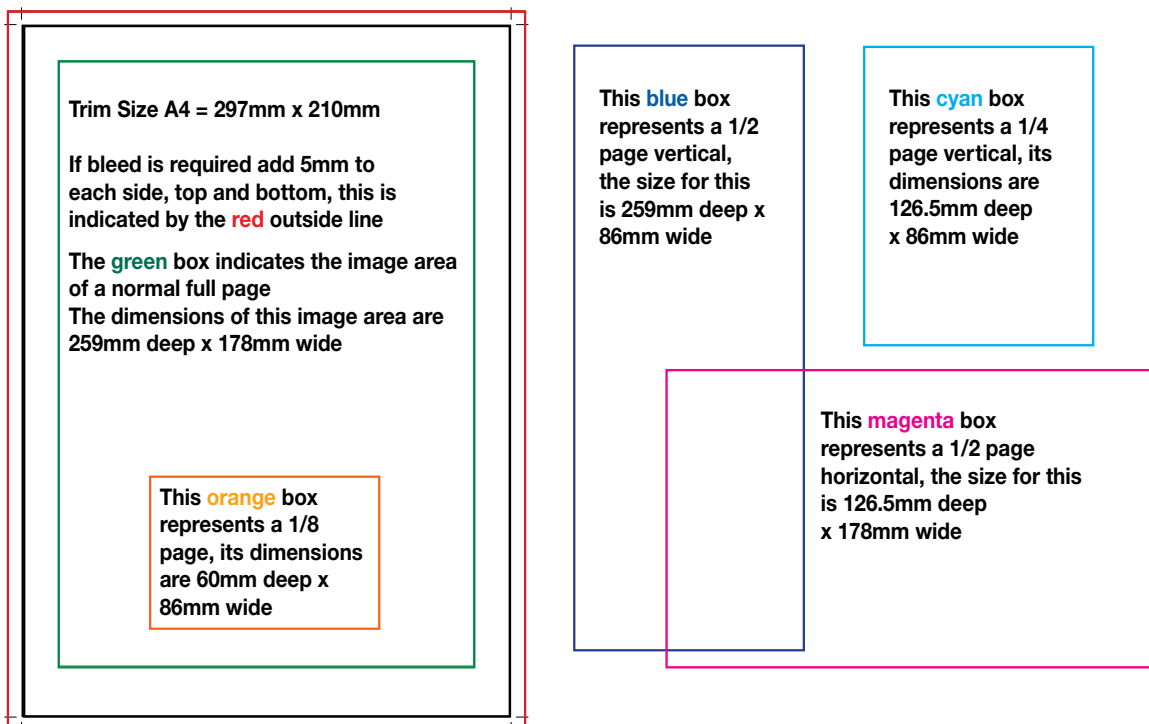 Trim Size A4 = 297mm x 210mm
If bleed is required add 5mm to
each side, top and bottom, this is
indicated by the red outside line
The green box indicates the image area
of a normal full page
The dimensions of this image area are
259mm deep x 178mm wide
This orange box
represents a 1/8
page, its dimensions
are 60mm deep x
86mm wide
This blue box
represents a 1/2
page vertical,
the size for this
is 259mm deep x
86mm wide
This cyan box
represents a 1/4
page vertical, its
dimensions are
126.5mm deep
x 86mm wide
This magenta box
represents a 1/2 page
horizontal, the size for this
is 126.5mm deep
x 178mm wide